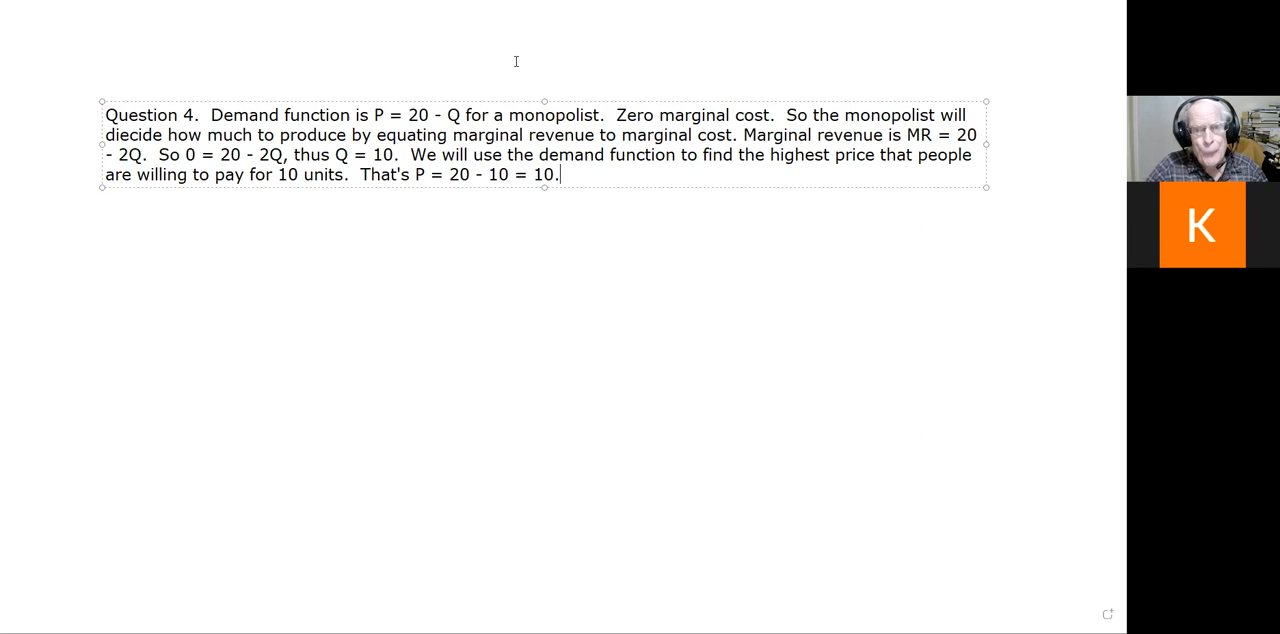 Question 4.  Demand function is P = 20 - Q for a monopolist.  Zero marginal cost.  So the monopolist will
diecide how much to produce by equating marginal revenue to marginal cost. Marginal revenue is MR = 20
- 2Q.  So 0 = 20 - 2Q, thus Q = 10.  We will use the demand function to find the highest price that people
are willing to pay for 10 units.  That's P = 20 - 10 = 10.
K